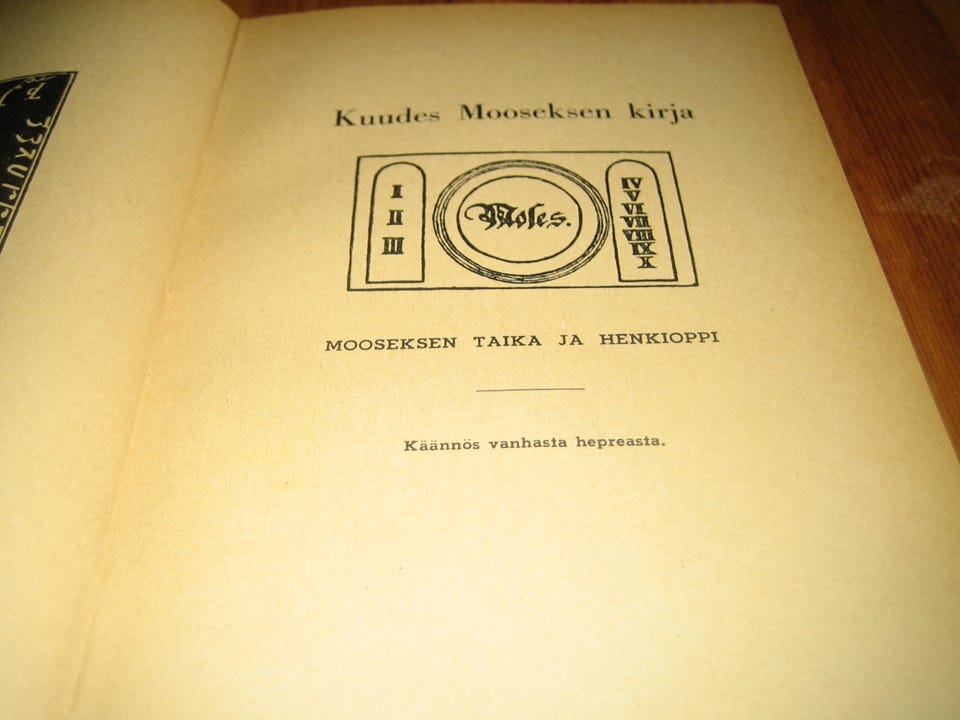 Kuudes Mooseksen kirja
I
II
III
Moſes.
IV
V
VI
VII
VIII
IX
X
MOOSEKSEN TAIKA JA HENKIOPPI
Käännös vanhasta hepreasta.